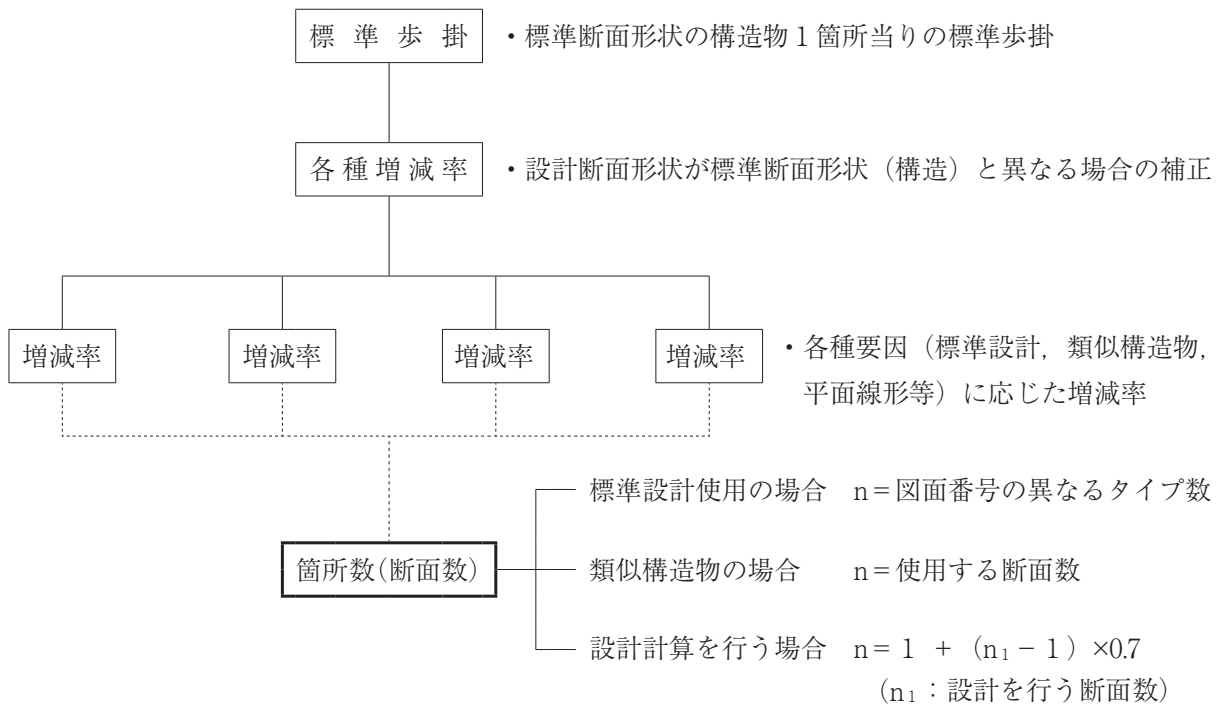 標準歩掛 ・標準断面形状の構造物1箇所当りの標準歩掛
各種増減率 ・設計断面形状が標準断面形状（構造）と異なる場合の補正
増減率 増減率 増減率 増減率 ・各種要因（標準設計，類似構造物，
平面線形等）に応じた増減率
標準設計使用の場合 n＝図面番号の異なるタイプ数
箇所数(断面数) 類似構造物の場合 n＝使用する断面数
設計計算を行う場合 n＝1 + (n₁－1) ×0.7
(n₁：設計を行う断面数)